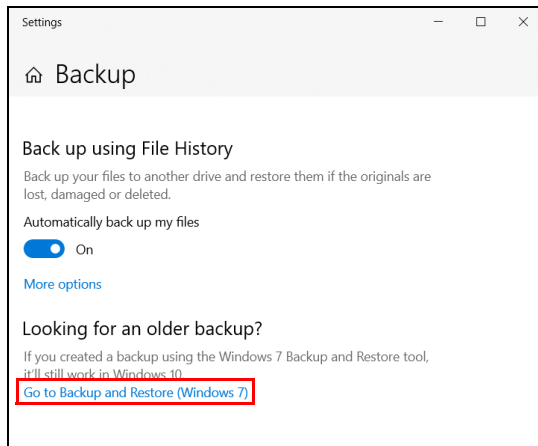 Settings
Backup
Back up using File History
Back up your files to another drive and restore them if the originals are
lost, damaged or deleted.
Automatically back up my files
On
More options
Looking for an older backup?
If you created a backup using the Windows 7 Backup and Restore tool,
it'll still work in Windows 10.
Go to Backup and Restore (Windows 7)